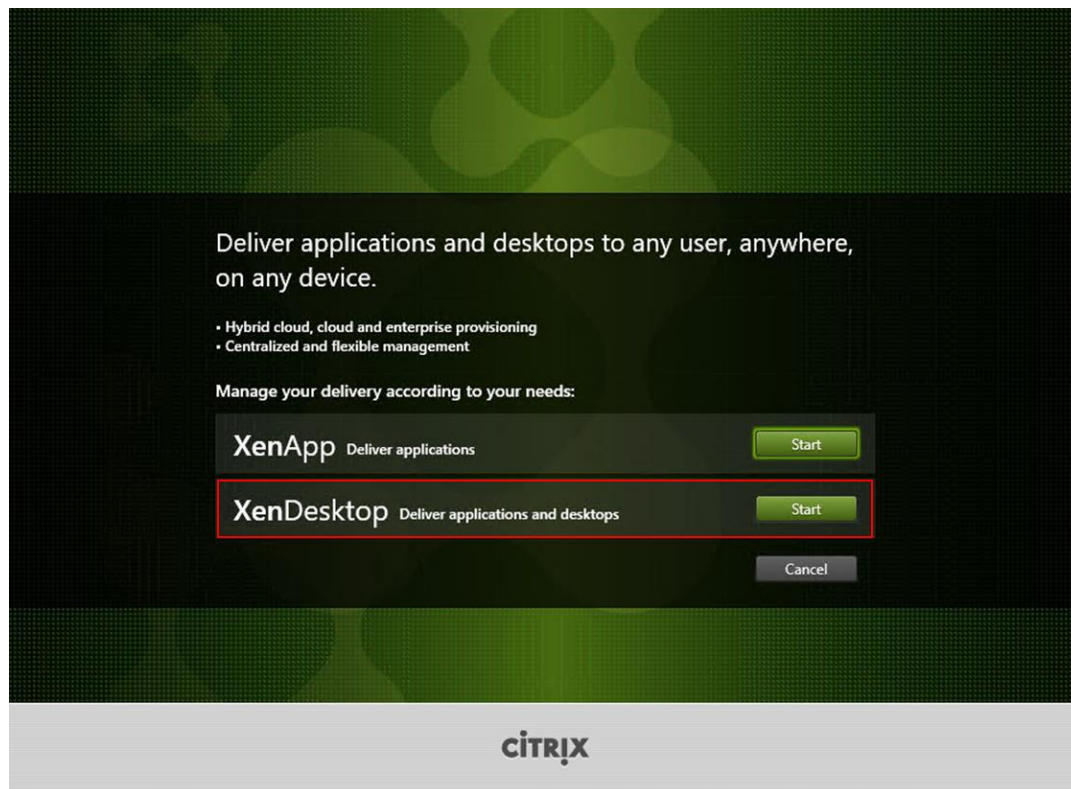 Deliver applications and desktops to any user, anywhere,
on any device.
• Hybrid cloud, cloud and enterprise provisioning
• Centralized and flexible management
Manage your delivery according to your needs:
XenApp Deliver applications Start
XenDesktop Deliver applications and desktops Start
Cancel
CİTRIX